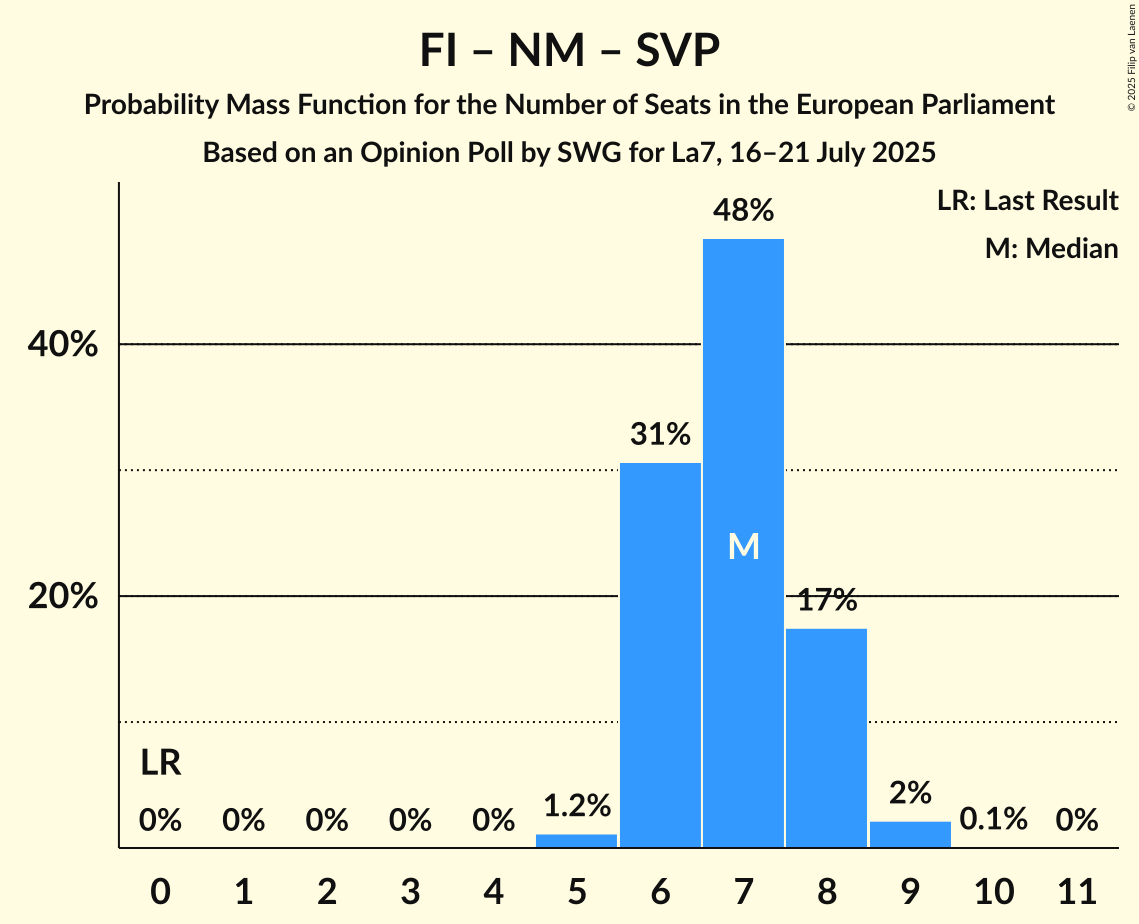 FI – NM – SVP
Probability Mass Function for the Number of Seats in the European Parliament
Based on an Opinion Poll by SWG for La7, 16–21 July 2025
© 2025 Filip van Laenen
LR: Last Result
M: Median
48%
40%
31%
M
20%
17%
LR
0% 0% 0% 0% 0% 1.2% 2% 0.1% 0%
0 1 2 3 4 5 6 7 8 9 10 11